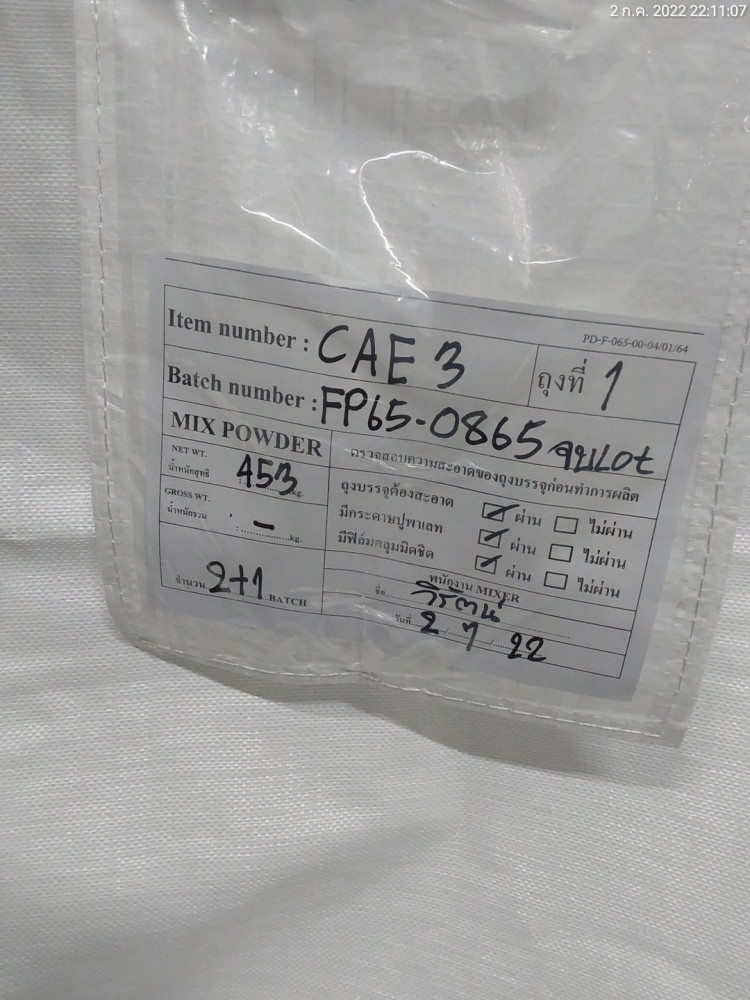 2 ก.ค. 2022 22:11:07
PD-F-065-00-04/01/64
Item number : CAE 3
ถุงที่ 1
Batch number : FP65-0865 จบLot
MIX POWDER
ตรวจสอบความสะอาดของถุงบรรจุก่อนทำการผลิต
NET WT.
น้ำหนักสุทธิ 453 kg.
ถุงบรรจุต้องสะอาด ผ่าน ไม่ผ่าน
GROSS WT.
น้ำหนักรวม : - kg.
มีกระดาษปูพาเลท ผ่าน ไม่ผ่าน
มีฟิล์มคลุมมิดชิด ผ่าน ไม่ผ่าน
จำนวน 2+1 BATCH
พนักงาน MIXER
ชื่อ วิรัตน์
วันที่ 2 / 7 / 22